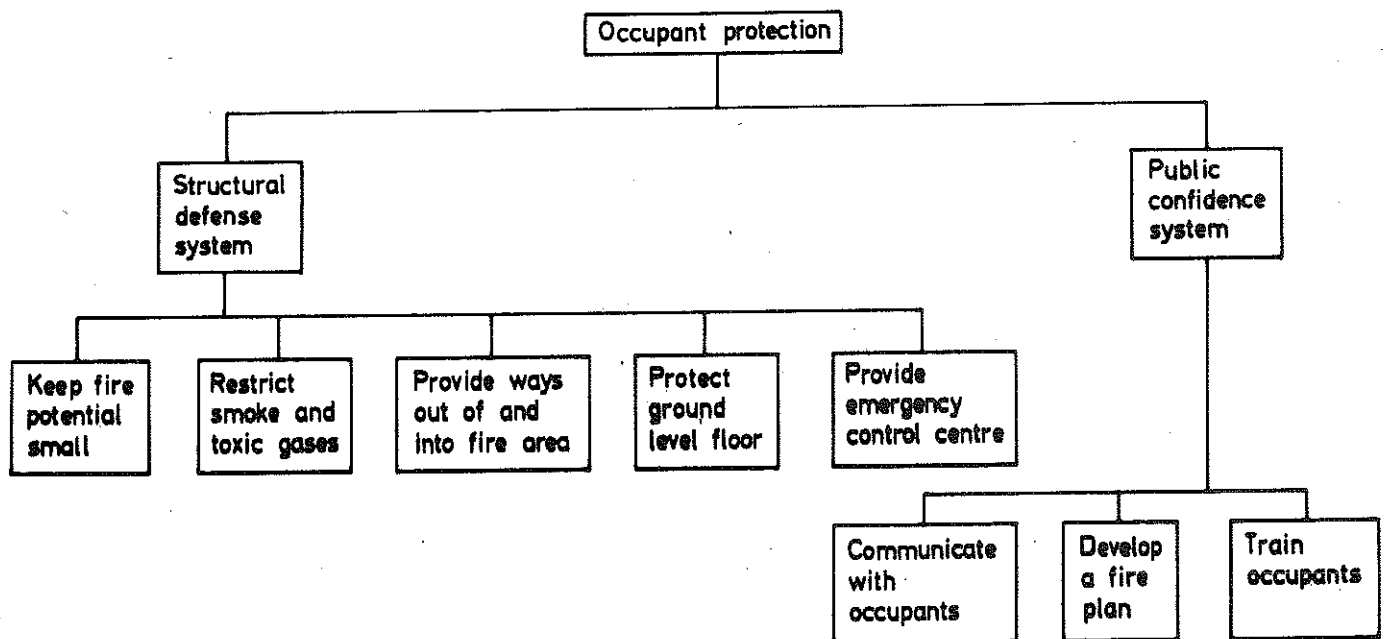 Occupant protection
Structural
defense
system
Public
confidence
system
Keep fire
potential
small
Restrict
smoke and
toxic gases
Provide ways
out of and
into fire area
Protect
ground
level floor
Provide
emergency
control centre
Communicate
with
occupants
Develop
a fire
plan
Train
occupants